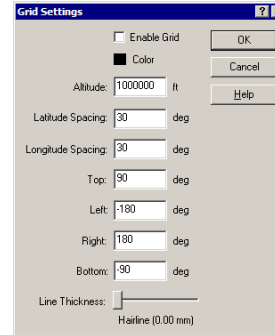 Grid Settings ?
Enable Grid
OK
Color
Cancel
Altitude: 1000000 ft
Help
Latitude Spacing: 30 deg
Longitude Spacing: 30 deg
Top: 90 deg
Left: -180 deg
Right: 180 deg
Bottom: -90 deg
Line Thickness:
Hairline (0.00 mm)